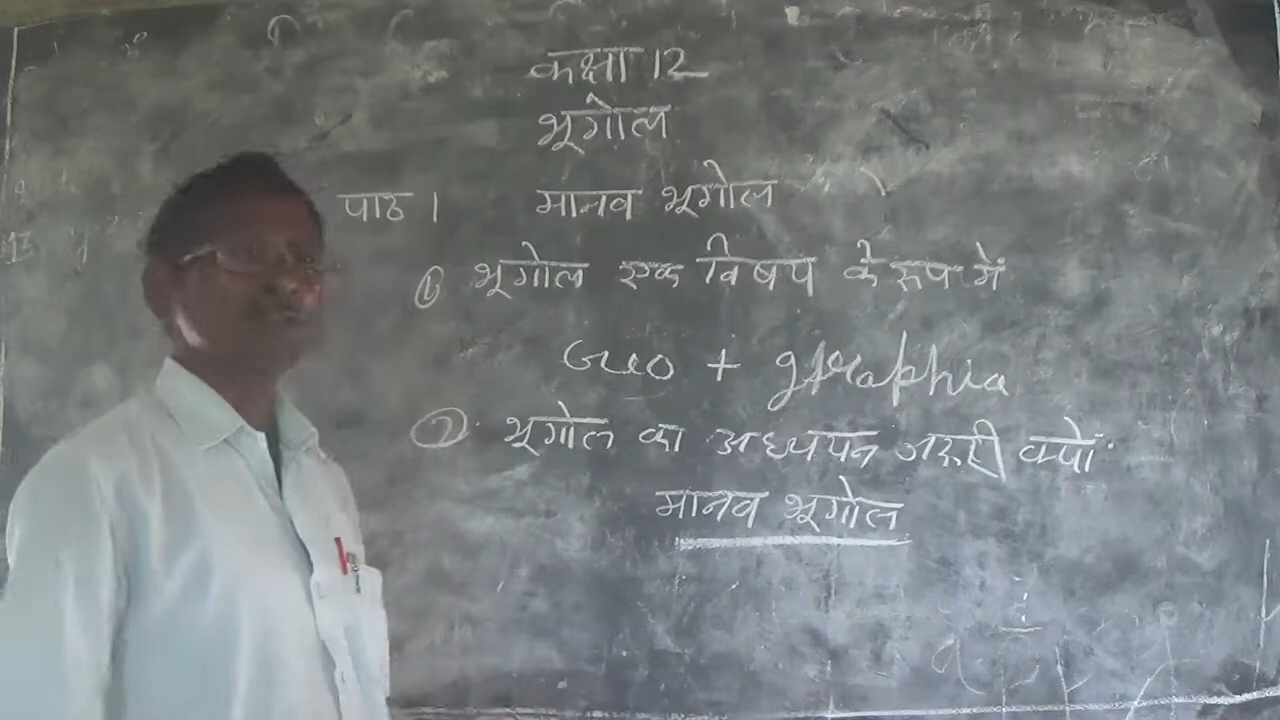 कक्षा 12
भूगोल
पाठ 1 मानव भूगोल
① भूगोल एक विषय के रूप में
Geo + graphia
② भूगोल का अध्ययन जरूरी क्यों
मानव भूगोल